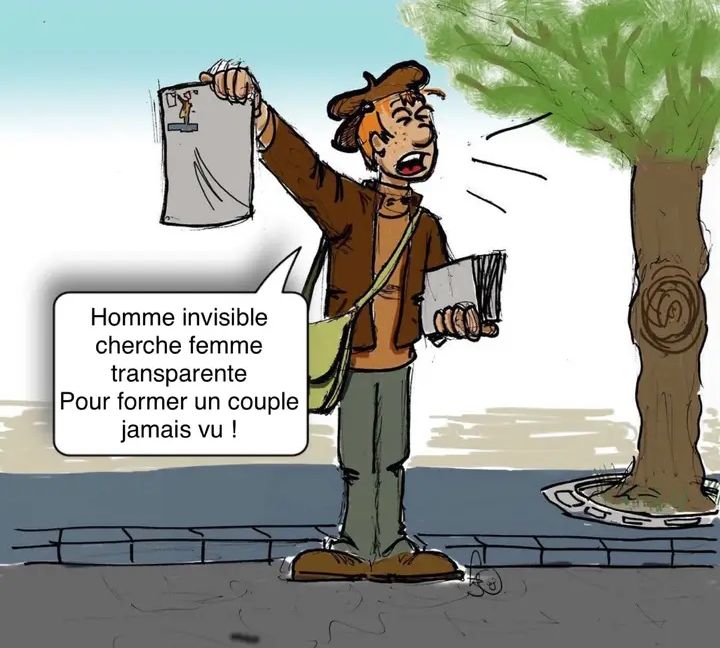 Homme invisible
cherche femme
transparente
Pour former un couple
jamais vu !